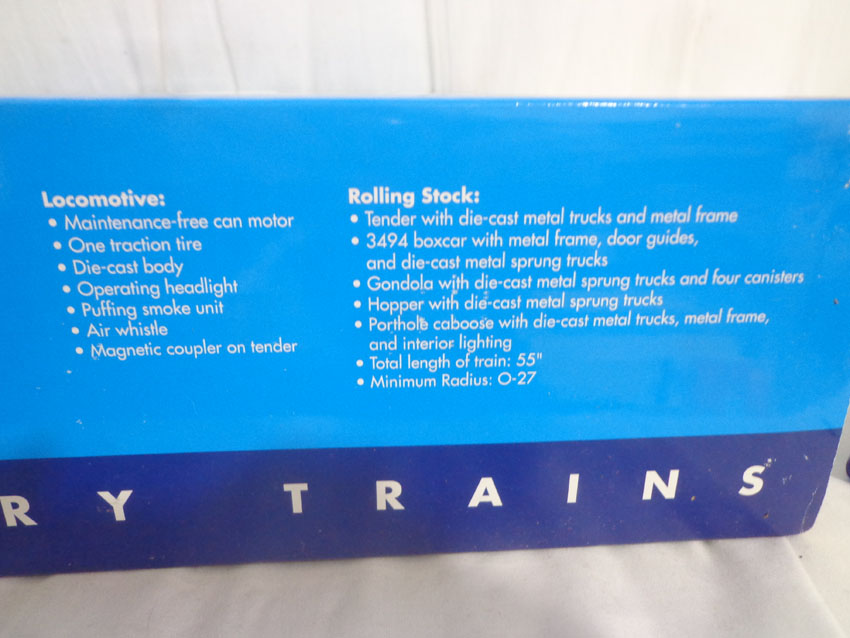 Locomotive:
• Maintenance-free can motor
• One traction tire
• Die-cast body
• Operating headlight
• Puffing smoke unit
• Air whistle
• Magnetic coupler on tender
Rolling Stock:
• Tender with die-cast metal trucks and metal frame
• 3494 boxcar with metal frame, door guides,
and die-cast metal sprung trucks
• Gondola with die-cast metal sprung trucks and four canisters
• Hopper with die-cast metal sprung trucks
• Porthole caboose with die-cast metal trucks, metal frame,
and interior lighting
• Total length of train: 55"
• Minimum Radius: O-27
RY TRAINS